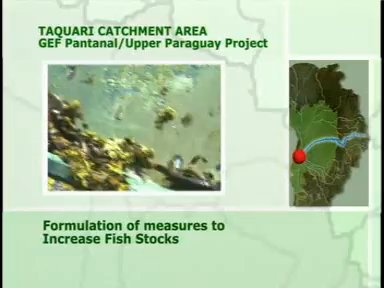 TAQUARI CATCHMENT AREA
GEF Pantanal/Upper Paraguay Project
Formulation of measures to
Increase Fish Stocks